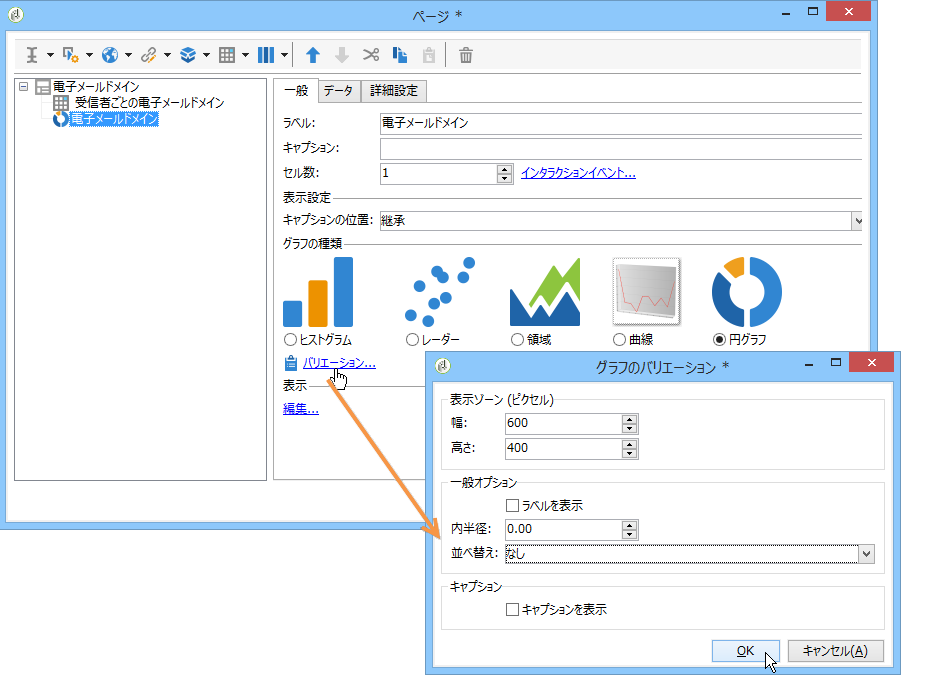 ページ *
電子メールドメイン
受信者ごとの電子メールドメイン
電子メールドメイン
一般 データ 詳細設定
ラベル: 電子メールドメイン
キャプション:
セル数: 1 インタラクションイベント...
表示設定
キャプションの位置: 継承
グラフの種類
ヒストグラム レーダー 領域 曲線 円グラフ
バリエーション...
表示
編集...
グラフのバリエーション *
表示ゾーン (ピクセル)
幅: 600
高さ: 400
一般オプション
ラベルを表示
内半径: 0.00
並べ替え: なし
キャプション
キャプションを表示
OK キャンセル(A)